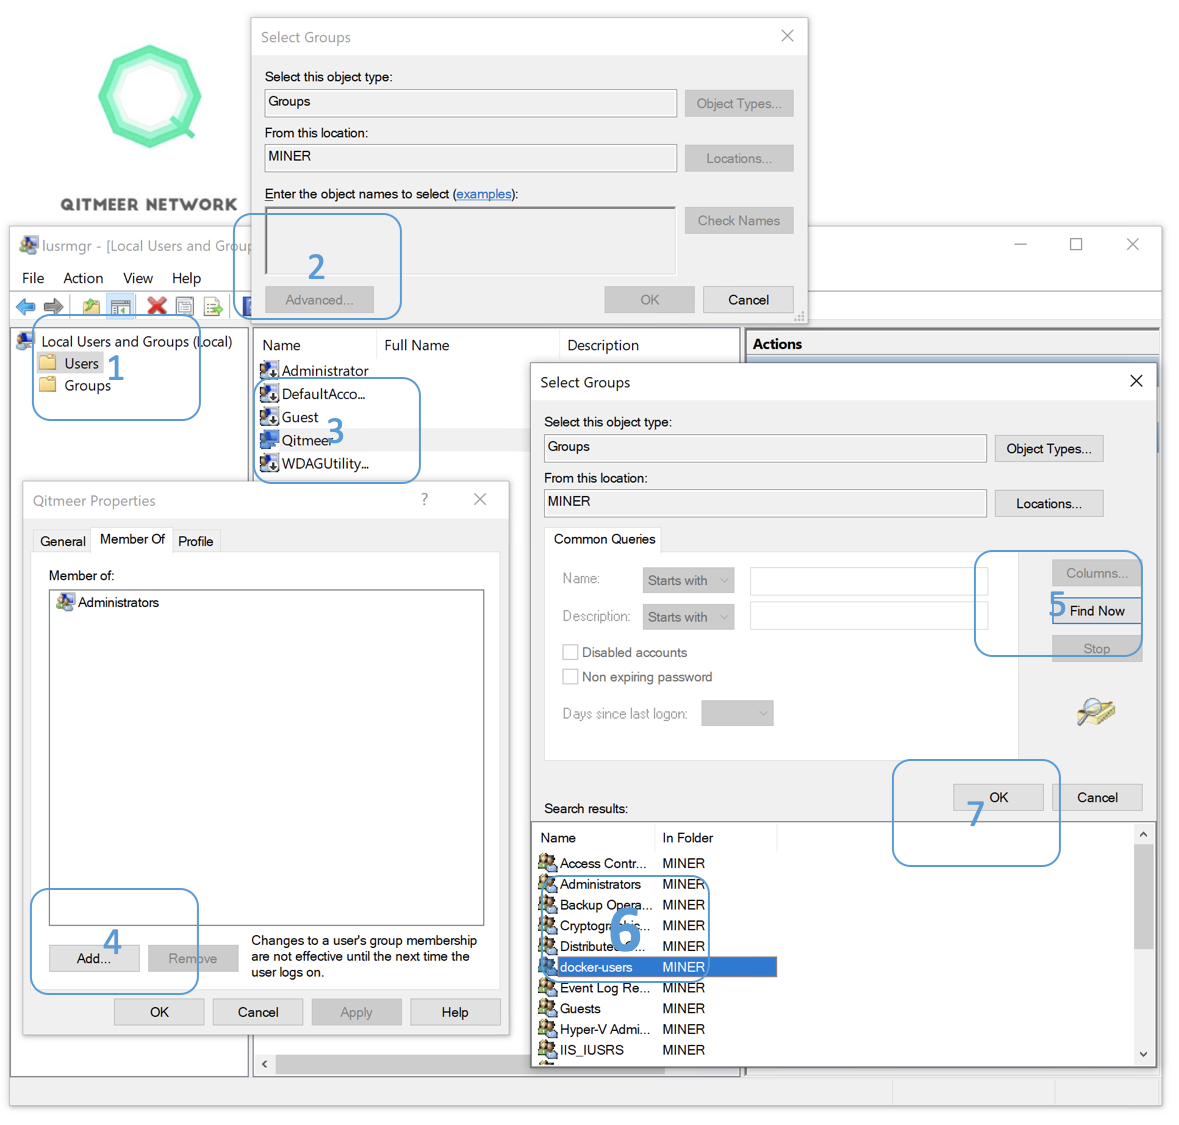 Select Groups
Select this object type:
Groups
Object Types...
From this location:
MINER
Locations...
QITMEER NETWORK
Enter the object names to select (examples):
Check Names
2
Advanced...
OK
Cancel
lusrmgr - [Local Users and Group
File Action View Help
Local Users and Groups (Local)
Users
1
Groups
Name Full Name Description
Administrator
DefaultAcco...
Guest
3
Qitmeer
WDAGUtility...
Actions
Qitmeer Properties
?
General Member Of Profile
Member of:
Administrators
4
Add...
Remove
Changes to a user's group membership
are not effective until the next time the
user logs on.
OK Cancel Apply Help
Select Groups
Select this object type:
Groups
Object Types...
From this location:
MINER
Locations...
Common Queries
Name: Starts with
Description: Starts with
Disabled accounts
Non expiring password
Days since last logon:
Columns...
5
Find Now
Stop
OK
7
Cancel
Search results:
Name In Folder
Access Contr... MINER
Administrators MINER
Backup Opera... MINER
6
Cryptographic... MINER
Distributed C... MINER
docker-users MINER
Event Log Re... MINER
Guests MINER
Hyper-V Admi... MINER
IIS_IUSRS MINER